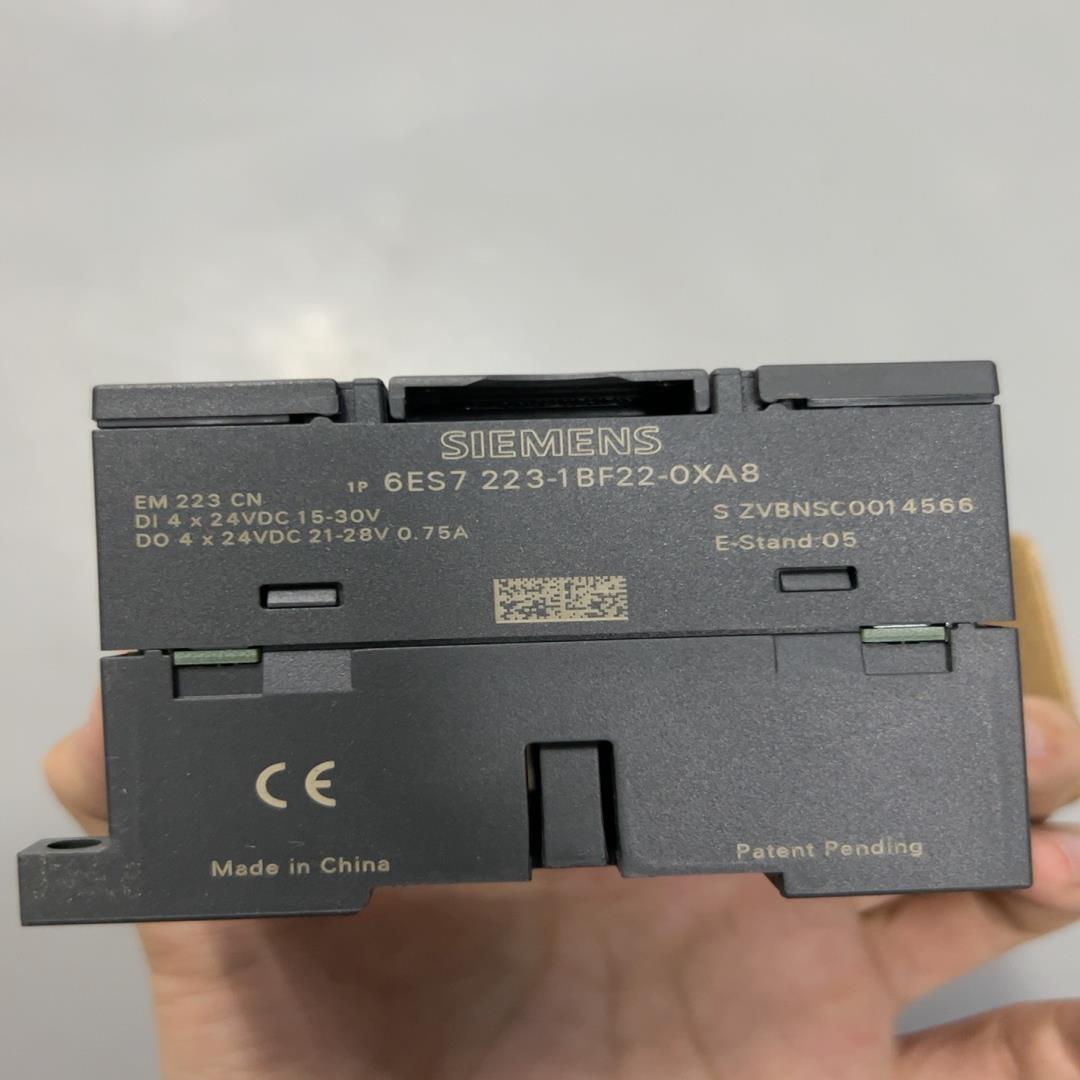 SIEMENS
1P 6ES7 223-1BF22-0XA8
EM 223 CN
DI 4 x 24VDC 15-30V
DO 4 x 24VDC 21-28V 0.75A
S ZVBNSC0014566
E-Stand:05
CE
Made in China
Patent Pending